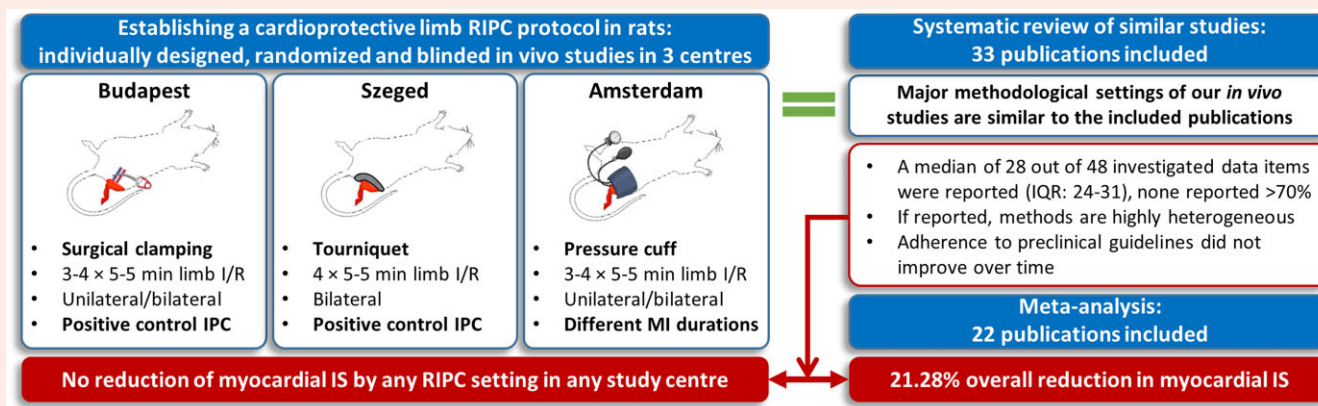 Establishing a cardioprotective limb RIPC protocol in rats:
individually designed, randomized and blinded in vivo studies in 3 centres
Budapest
• Surgical clamping
• 3-4 × 5-5 min limb I/R
• Unilateral/bilateral
• Positive control IPC
Szeged
• Tourniquet
• 4 × 5-5 min limb I/R
• Bilateral
• Positive control IPC
Amsterdam
• Pressure cuff
• 3-4 × 5-5 min limb I/R
• Unilateral/bilateral
• Different MI durations
No reduction of myocardial IS by any RIPC setting in any study centre
Systematic review of similar studies:
33 publications included
Major methodological settings of our in vivo
studies are similar to the included publications
• A median of 28 out of 48 investigated data items
were reported (IQR: 24-31), none reported >70%
• If reported, methods are highly heterogeneous
• Adherence to preclinical guidelines did not
improve over time
Meta-analysis:
22 publications included
21.28% overall reduction in myocardial IS